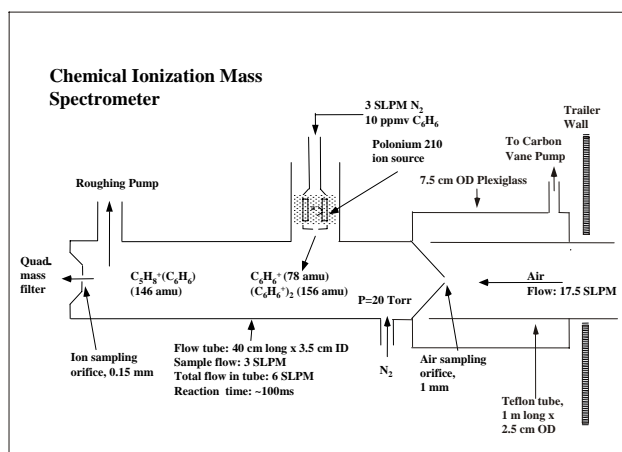 Chemical Ionization Mass
Spectrometer
3 SLPM N2
10 ppmv C6H6
Trailer
Wall
To Carbon
Vane Pump
Polonium 210
ion source
7.5 cm OD Plexiglass
Roughing Pump
Quad-
mass
filter
C5H8+(C6H6)
(146 amu)
C6H6+ (78 amu)
(C6H6+)2 (156 amu)
P=20 Torr
Air
Flow: 17.5 SLPM
Ion sampling
orifice, 0.15 mm
Flow tube: 40 cm long x 3.5 cm ID
Sample flow: 3 SLPM
Total flow in tube: 6 SLPM
Reaction time: ~100ms
N2
Air sampling
orifice,
1 mm
Teflon tube,
1 m long x
2.5 cm OD